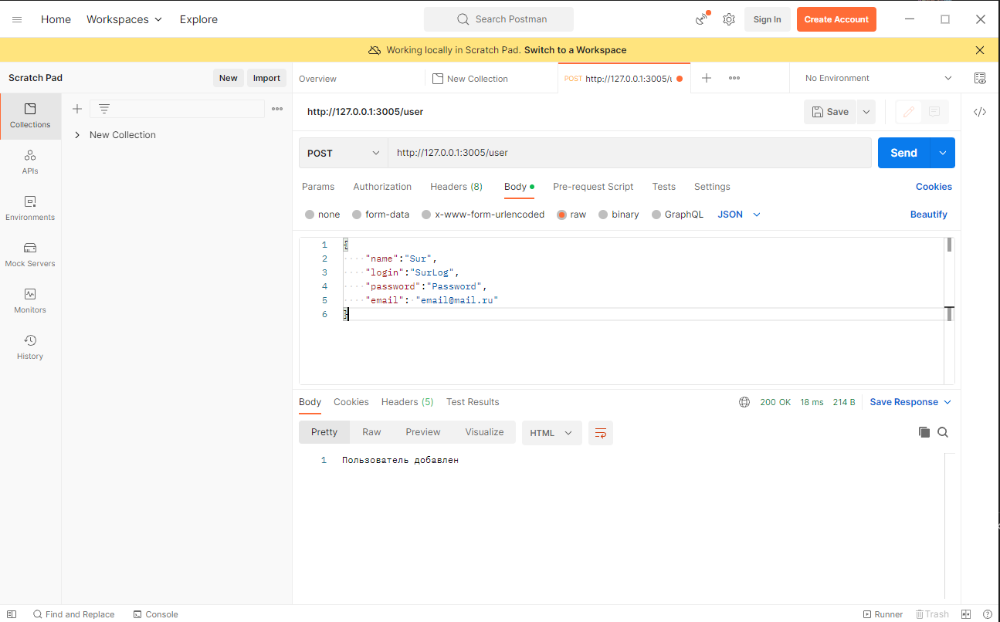 Home Workspaces Explore Search Postman Sign In Create Account
Working locally in Scratch Pad. Switch to a Workspace
Scratch Pad New Import Overview New Collection POST http://127.0.0.1:3005/u No Environment
Collections
New Collection
http://127.0.0.1:3005/user Save
POST http://127.0.0.1:3005/user Send
APIs
Params Authorization Headers (8) Body Pre-request Script Tests Settings Cookies
Environments
none form-data x-www-form-urlencoded raw binary GraphQL JSON Beautify
Mock Servers
Monitors
History
1 {
2 "name":"Sur",
3 "login":"SurLog",
4 "password":"Password",
5 "email": "email@mail.ru"
6 }
Body Cookies Headers (5) Test Results 200 OK 18 ms 214 B Save Response
Pretty Raw Preview Visualize HTML
1 Пользователь добавлен
Find and Replace Console Runner Trash